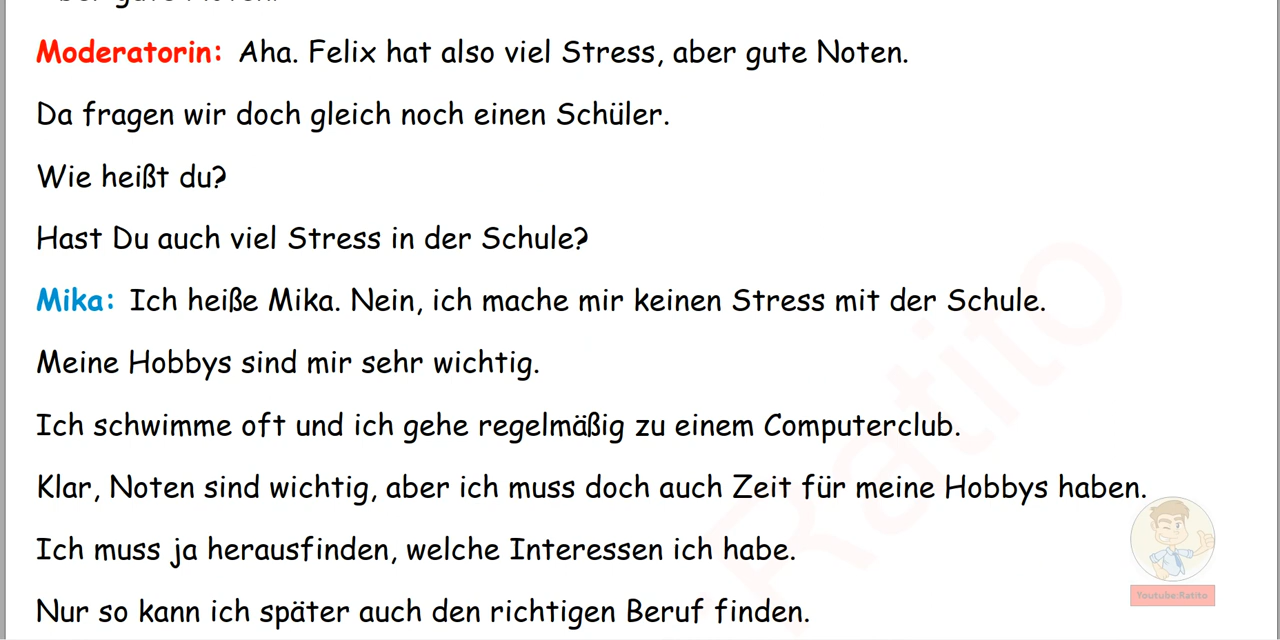 Moderatorin: Aha. Felix hat also viel Stress, aber gute Noten.
Da fragen wir doch gleich noch einen Schüler.
Wie heißt du?
Hast Du auch viel Stress in der Schule?
Mika: Ich heiße Mika. Nein, ich mache mir keinen Stress mit der Schule.
Meine Hobbys sind mir sehr wichtig.
Ich schwimme oft und ich gehe regelmäßig zu einem Computerclub.
Klar, Noten sind wichtig, aber ich muss doch auch Zeit für meine Hobbys haben.
Ich muss ja herausfinden, welche Interessen ich habe.
Nur so kann ich später auch den richtigen Beruf finden.
Ratito
Youtube:Ratito